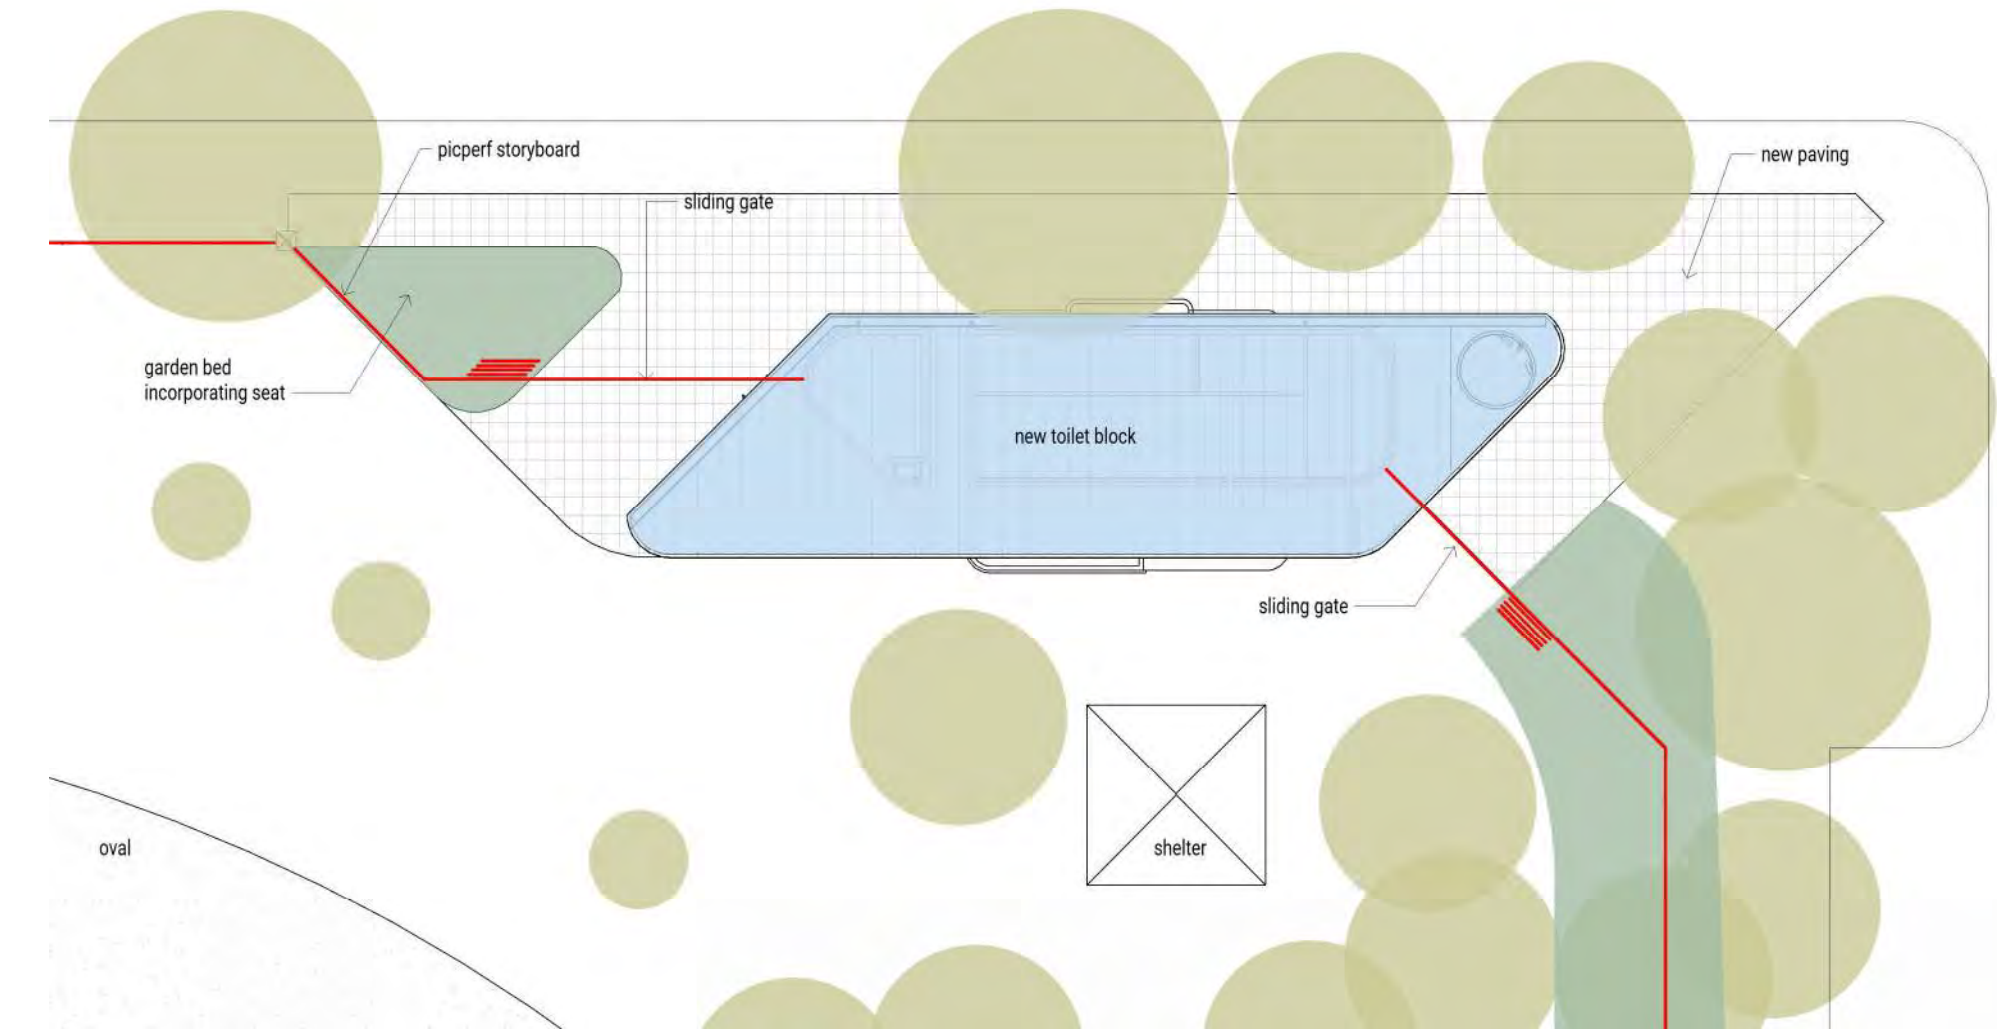 picperf storyboard
new paving
sliding gate
garden bed
incorporating seat
new toilet block
sliding gate
oval
shelter